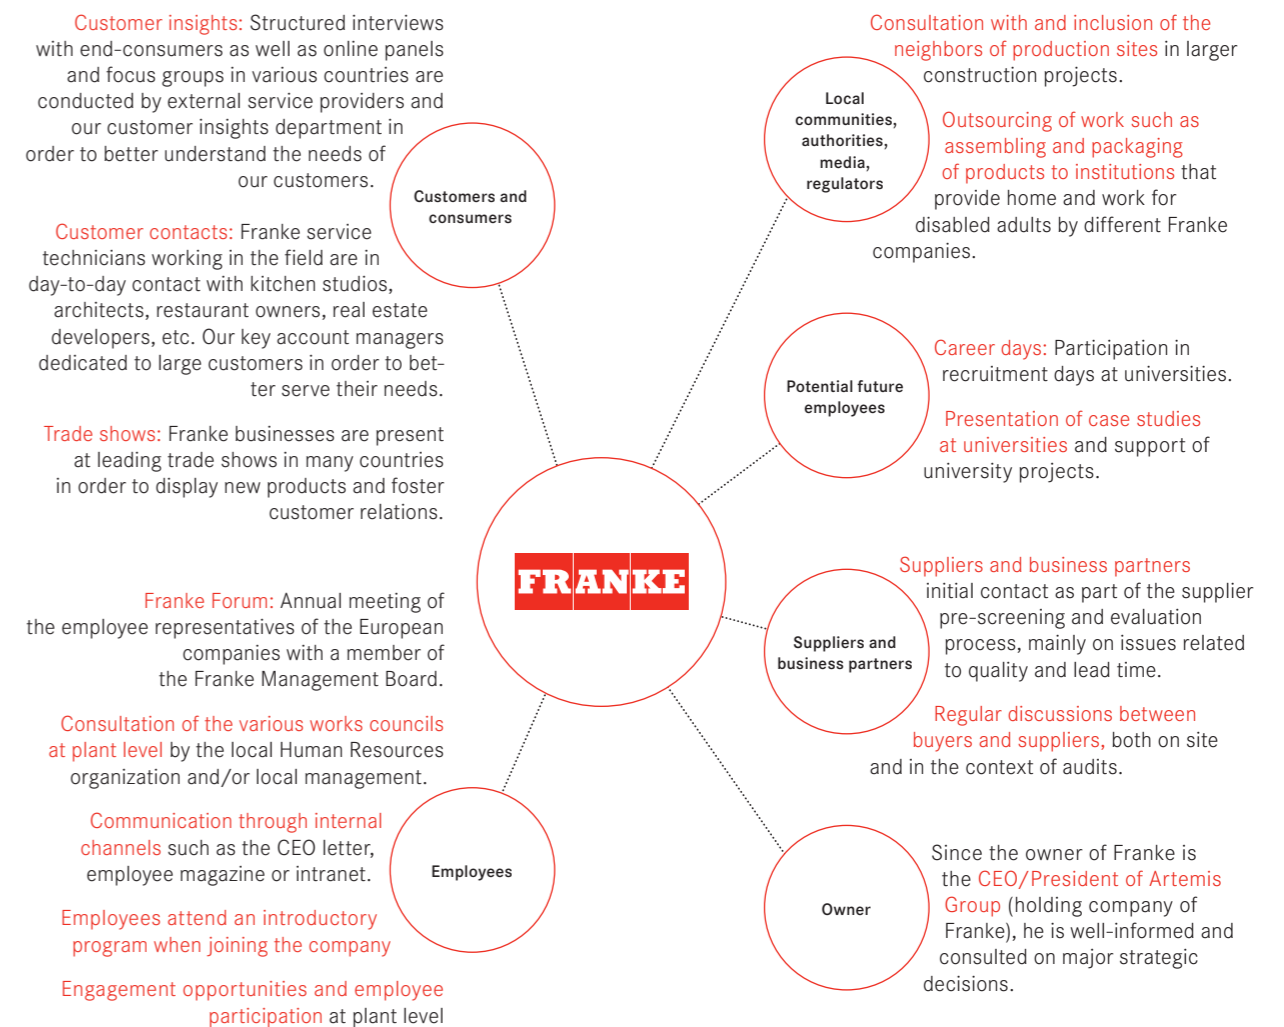 Customer insights: Structured interviews
with end-consumers as well as online panels
and focus groups in various countries are
conducted by external service providers and
our customer insights department in
order to better understand the needs of
our customers.
Customer contacts: Franke service
technicians working in the field are in
day-to-day contact with kitchen studios,
architects, restaurant owners, real estate
developers, etc. Our key account managers
dedicated to large customers in order to bet-
ter serve their needs.
Trade shows: Franke businesses are present
at leading trade shows in many countries
in order to display new products and foster
customer relations.
Customers and
consumers
Franke Forum: Annual meeting of
the employee representatives of the European
companies with a member of
the Franke Management Board.
Consultation of the various works councils
at plant level by the local Human Resources
organization and/or local management.
Communication through internal
channels such as the CEO letter,
employee magazine or intranet.
Employees attend an introductory
program when joining the company
Engagement opportunities and employee
participation at plant level
Employees
FRANKE
Local
communities,
authorities,
media,
regulators
Consultation with and inclusion of the
neighbors of production sites in larger
construction projects.
Outsourcing of work such as
assembling and packaging
of products to institutions that
provide home and work for
disabled adults by different Franke
companies.
Potential future
employees
Career days: Participation in
recruitment days at universities.
Presentation of case studies
at universities and support of
university projects.
Suppliers and
business partners
Suppliers and business partners
initial contact as part of the supplier
pre-screening and evaluation
process, mainly on issues related
to quality and lead time.
Regular discussions between
buyers and suppliers, both on site
and in the context of audits.
Owner
Since the owner of Franke is
the CEO/President of Artemis
Group (holding company of
Franke), he is well-informed and
consulted on major strategic
decisions.